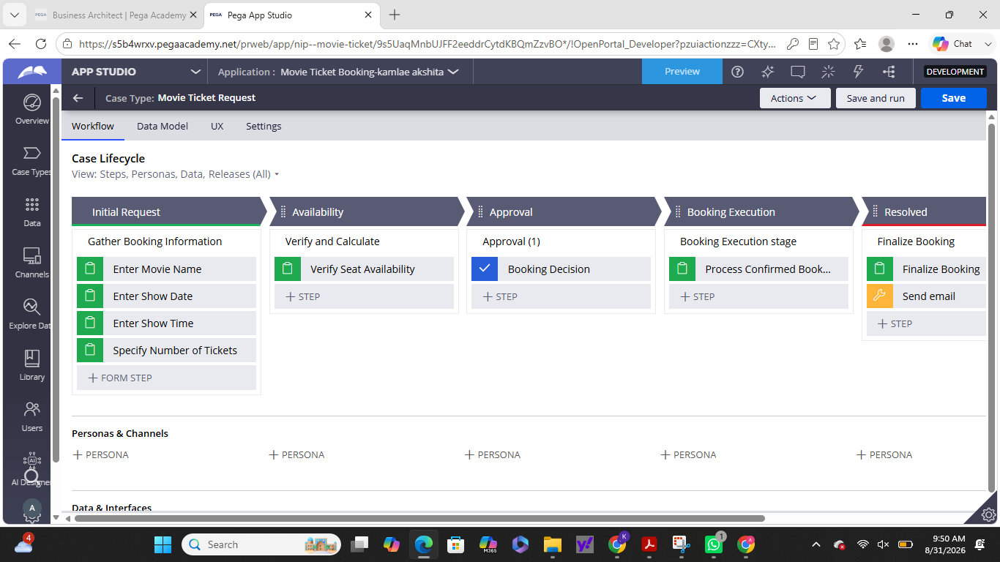 PEGA Business Architect | Pega Academy
PEGA Pega App Studio
https://s5b4wrxv.pegaacademy.net/prweb/app/nip--movie-ticket/9s5UaqMnbUJFF2eeddrCytdKBQmZzvBO*/!OpenPortal_Developer?pzuiactionzzz=CXty...
Chat
APP STUDIO
Application : Movie Ticket Booking-kamlae akshita
Preview
DEVELOPMENT
Case Type: Movie Ticket Request
Actions
Save and run
Save
Overview
Case Types
Data
Channels
Explore Dat
Library
Users
AI
AI Designer
A
Workflow Data Model UX Settings
Case Lifecycle
View: Steps, Personas, Data, Releases (All)
Initial Request
Gather Booking Information
Enter Movie Name
Enter Show Date
Enter Show Time
Specify Number of Tickets
FORM STEP
Availability
Verify and Calculate
Verify Seat Availability
STEP
Approval
Approval (1)
Booking Decision
STEP
Booking Execution
Booking Execution stage
Process Confirmed Book...
STEP
Resolved
Finalize Booking
Finalize Booking
Send email
STEP
Personas & Channels
PERSONA PERSONA PERSONA PERSONA PERSONA
Data & Interfaces
4
Search
M365
K
A
1
9:50 AM
8/31/2026